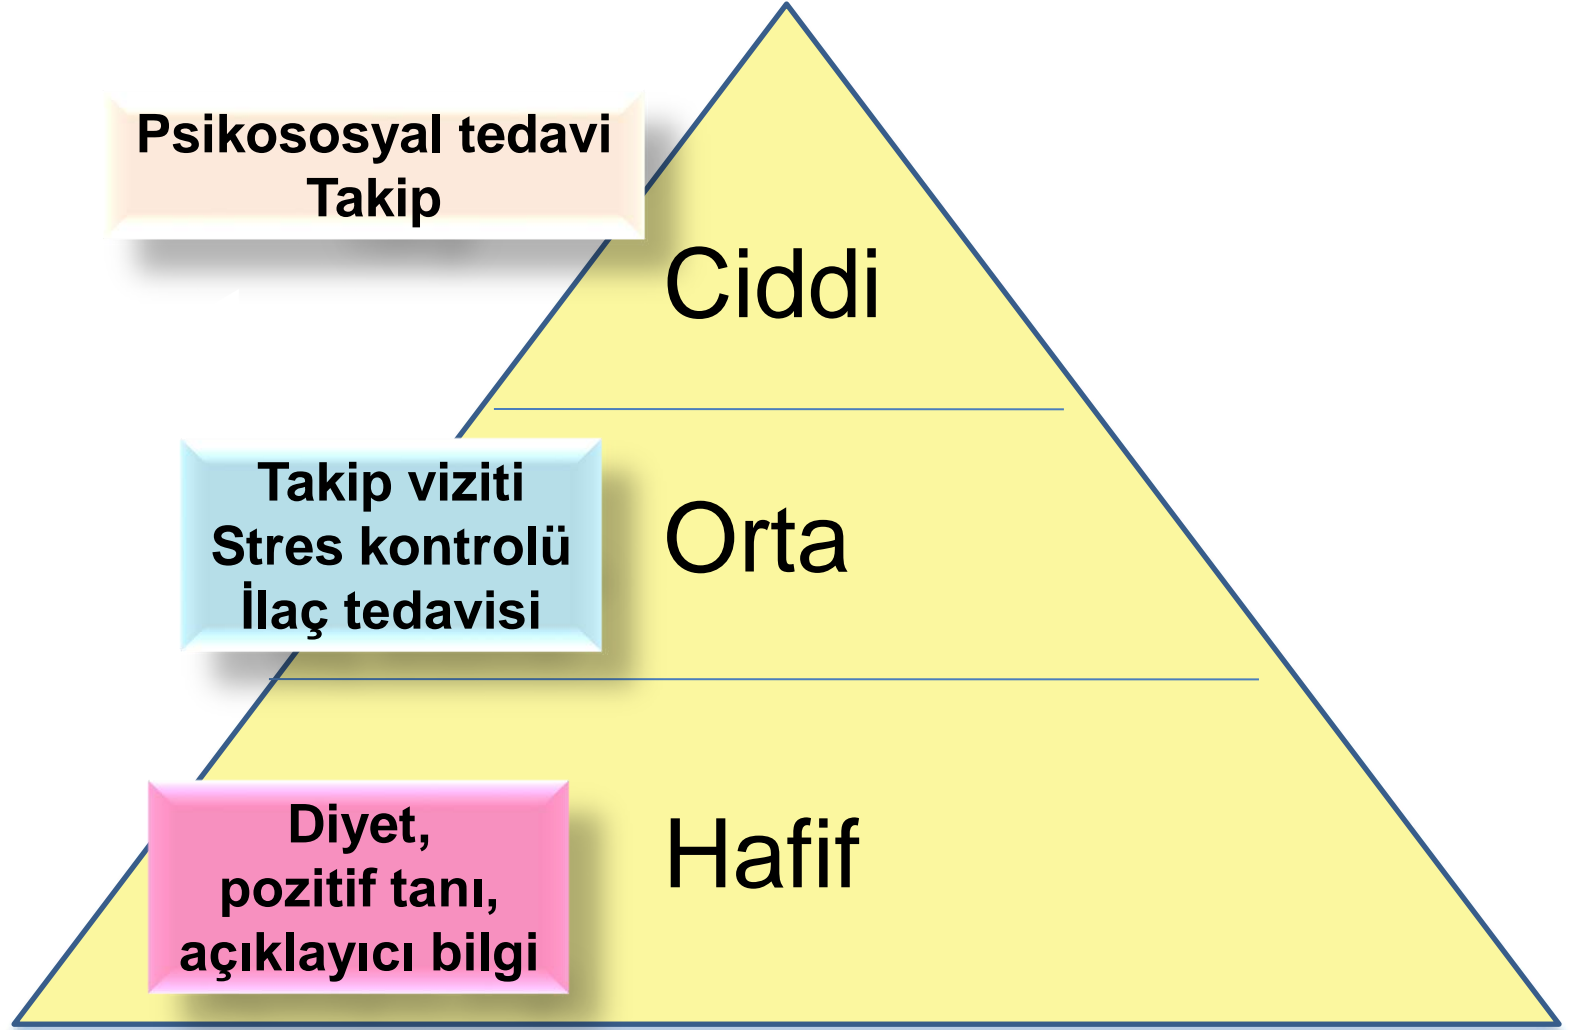 Psikososyal tedavi
Takip
Ciddi
Takip viziti
Stres kontrolü
İlaç tedavisi
Orta
Diyet,
pozitif tanı,
açıklayıcı bilgi
Hafif